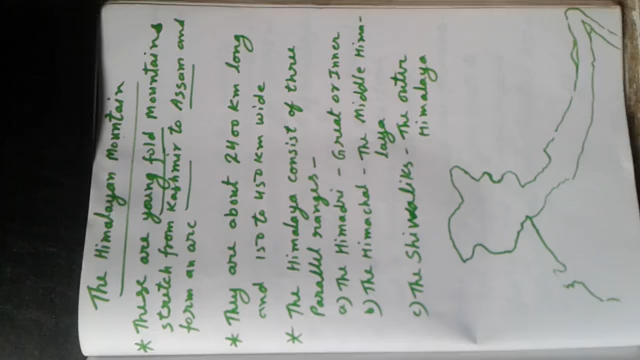 The Himalayan Mountain
* These are young fold Mountains
stretch from Kashmir to Assam and
form an arc
* They are about 2400 Km long
and 150 to 450 Km wide
* The Himalaya consist of three
Parallel ranges -
a) The Himadri - Great or Inner
b) The Himachal - The Middle Hima-
laya
c) The Shiwaliks - The outer
Himalaya